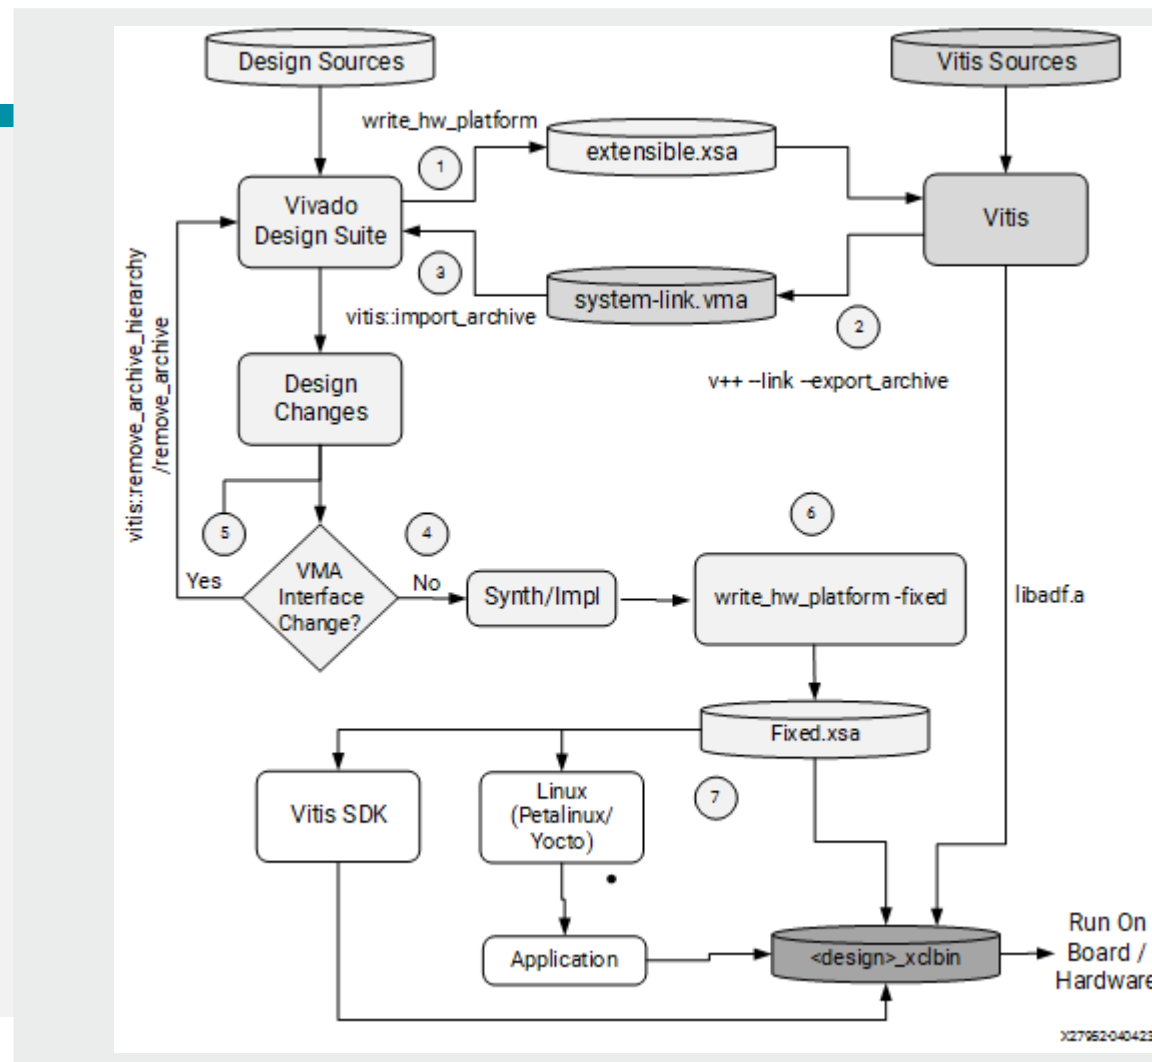 Design Sources
Vitis Sources
write_hw_platform
1
extensible.xsa
Vivado
Design Suite
Vitis
3
system-link.vma
vitis::import_archive
2
v++ --link --export_archive
vitis::remove_archive_hierarchy
/remove_archive
Design
Changes
5
4
6
VMA
Interface
Change?
Yes
No
Synth/Impl
write_hw_platform -fixed
libadf.a
Fixed.xsa
7
Vitis SDK
Linux
(Petalinux/
Yocto)
Application
<design>_xclbin
Run On
Board /
Hardware
X27952-040423